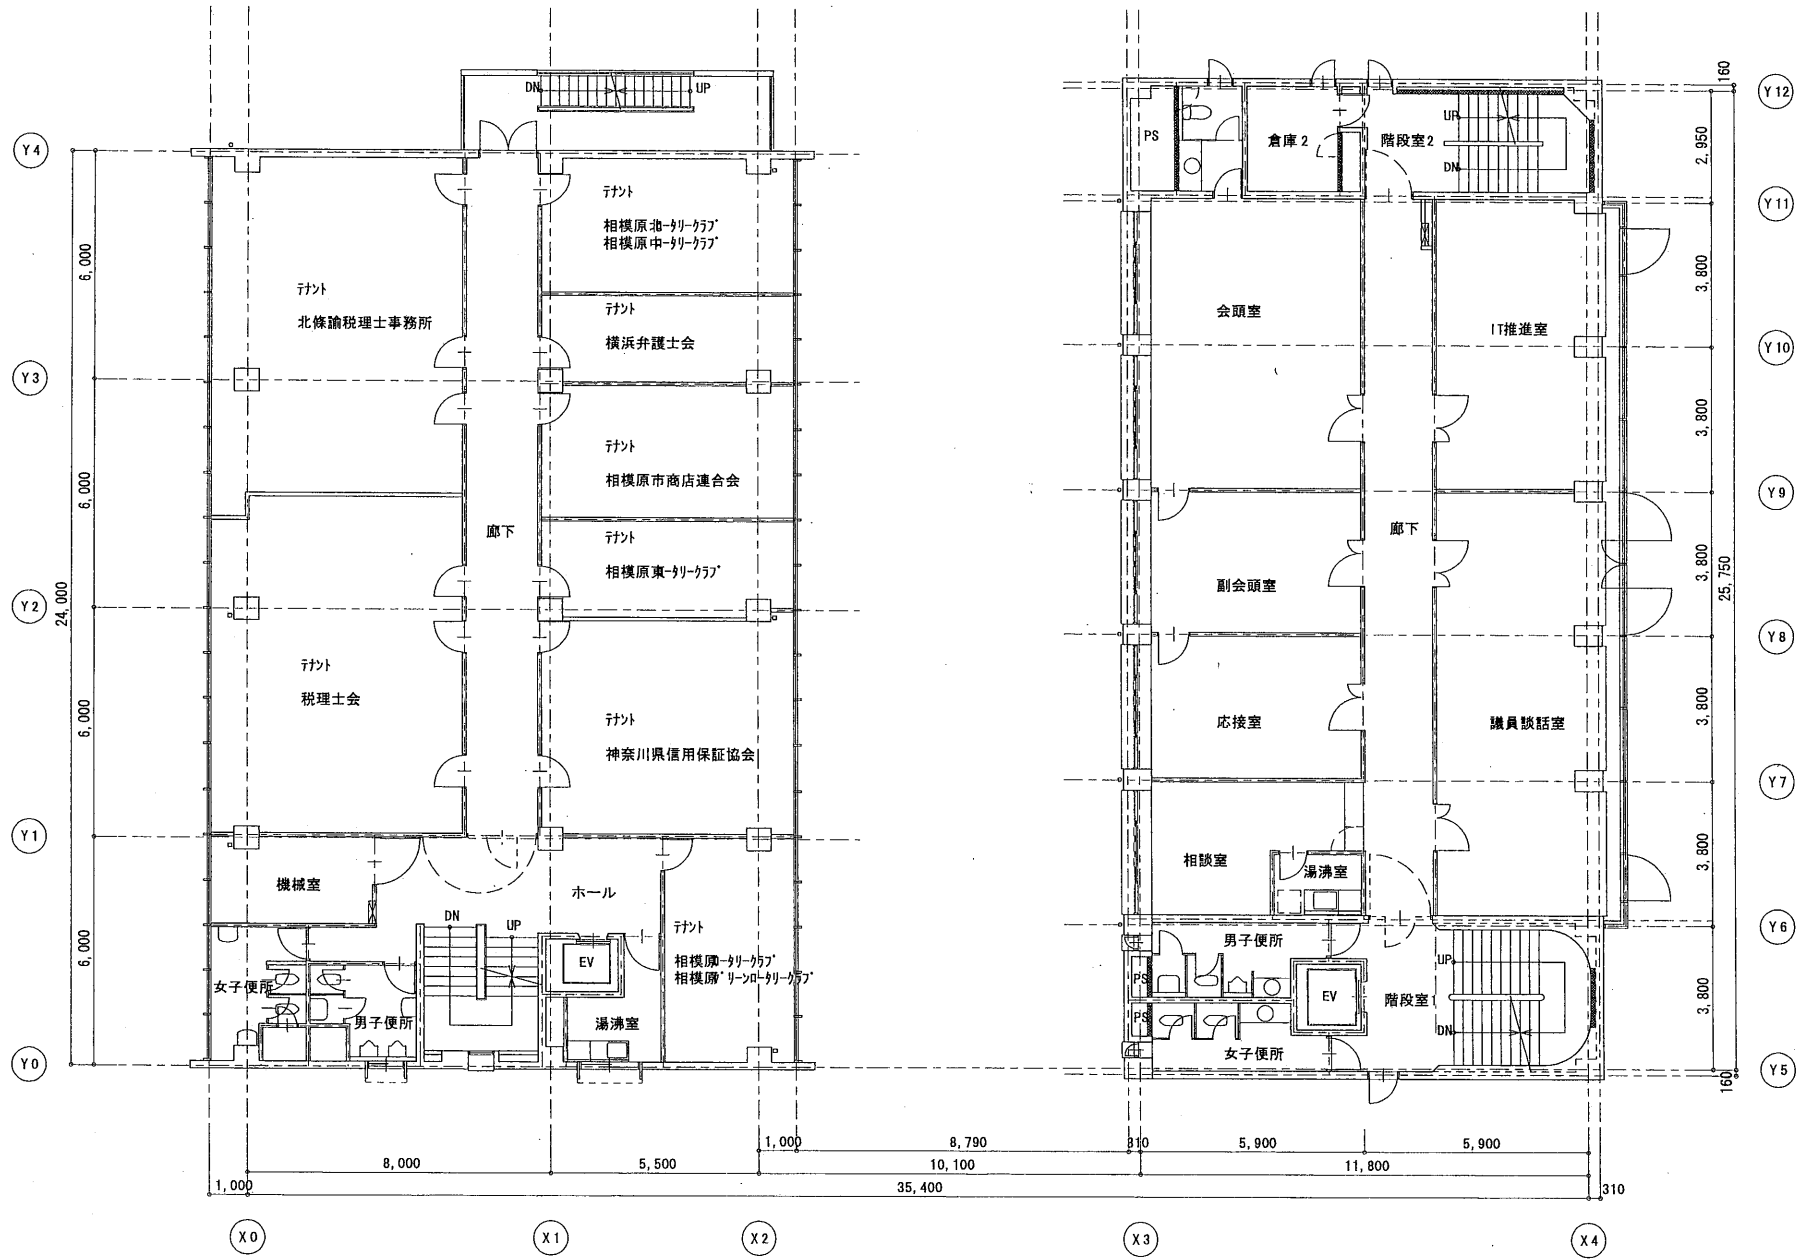 DN
UP
Y4
Y3
Y2
Y1
Y0
6,000
6,000
6,000
6,000
24,000
テナント
北條諭税理士事務所
テナント
税理士会
廊下
テナント
相模原北ロータリークラブ
相模原中ロータリークラブ
テナント
横浜弁護士会
テナント
相模原市商店連合会
テナント
相模原東ロータリークラブ
テナント
神奈川県信用保証協会
機械室
ホール
DN
UP
EV
テナント
相模原ロータリークラブ
相模原グリーンロータリークラブ
女子便所
男子便所
湯沸室
PS
倉庫2
階段室2
UP
DN
会頭室
IT推進室
副会頭室
廊下
応接室
議員談話室
相談室
湯沸室
男子便所
PS
PS
EV
階段室1
UP
DN
女子便所
160
2,950
3,800
3,800
3,800
3,800
3,800
3,800
25,750
160
Y12
Y11
Y10
Y9
Y8
Y7
Y6
Y5
1,000
8,790
310
5,900
5,900
8,000
5,500
10,100
11,800
1,000
35,400
310
X0
X1
X2
X3
X4